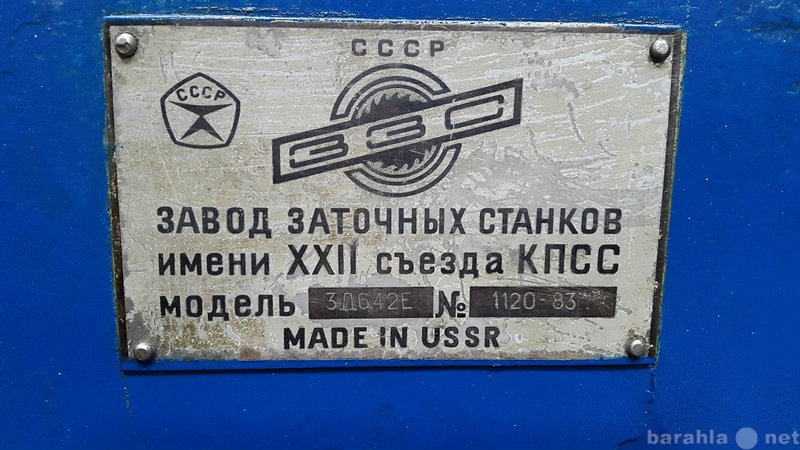 СССР
СССР
ЗЗС
ЗАВОД ЗАТОЧНЫХ СТАНКОВ
имени XXII съезда КПСС
модель 3Д642Е № 1120-83
MADE IN USSR
barahla.net